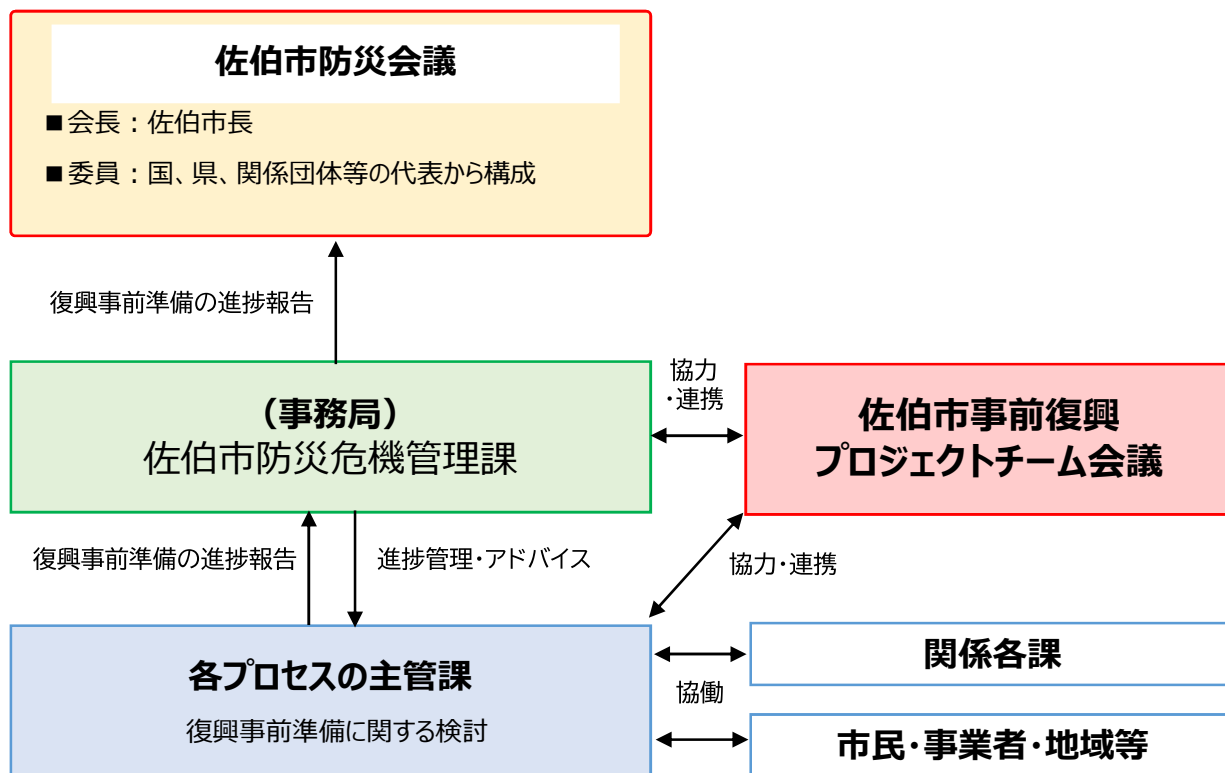 佐伯市防災会議
■会長：佐伯市長
■委員：国、県、関係団体等の代表から構成
復興事前準備の進捗報告
（事務局）
佐伯市防災危機管理課
協力
・連携
佐伯市事前復興
プロジェクトチーム会議
復興事前準備の進捗報告
進捗管理・アドバイス
協力・連携
各プロセスの主管課
復興事前準備に関する検討
関係各課
協働
市民・事業者・地域等